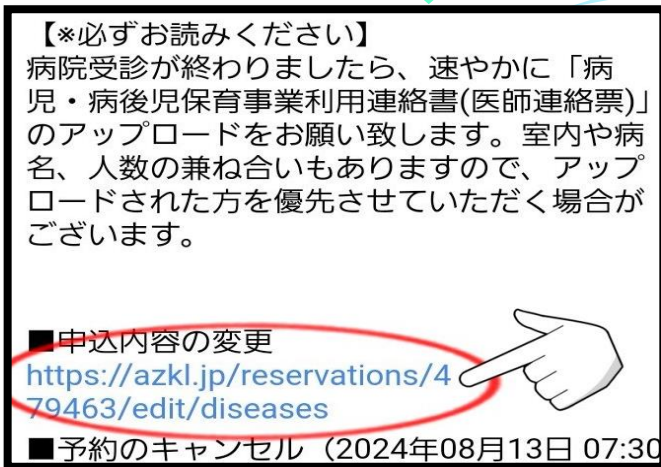 【※必ずお読みください】
病院受診が終わりましたら、速やかに「病
児・病後児保育事業利用連絡書(医師連絡票)」
のアップロードをお願い致します。室内や病
名、人数の兼ね合いもありますので、アップ
ロードされた方を優先させていただく場合が
ございます。
■申込内容の変更
https://azkl.jp/reservations/4
79463/edit/diseases
■予約のキャンセル（2024年08月13日 07:30